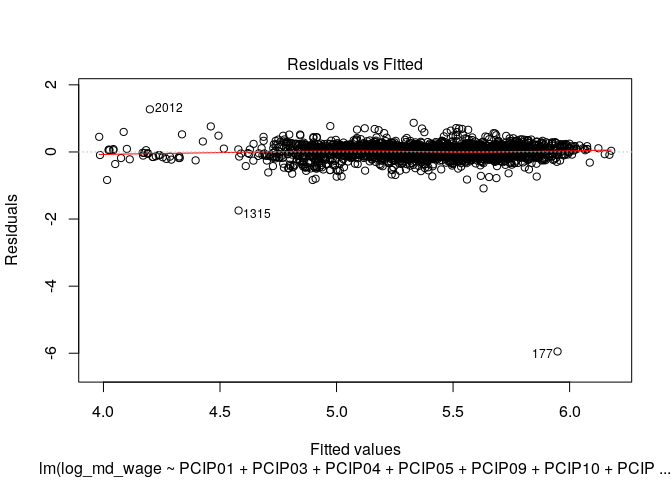 Residuals vs Fitted
2
0
-2
-4
-6
Residuals
2012
1315
177
4.0 4.5 5.0 5.5 6.0
Fitted values
lm(log_md_wage ~ PCIP01 + PCIP03 + PCIP04 + PCIP05 + PCIP09 + PCIP10 + PCIP ...